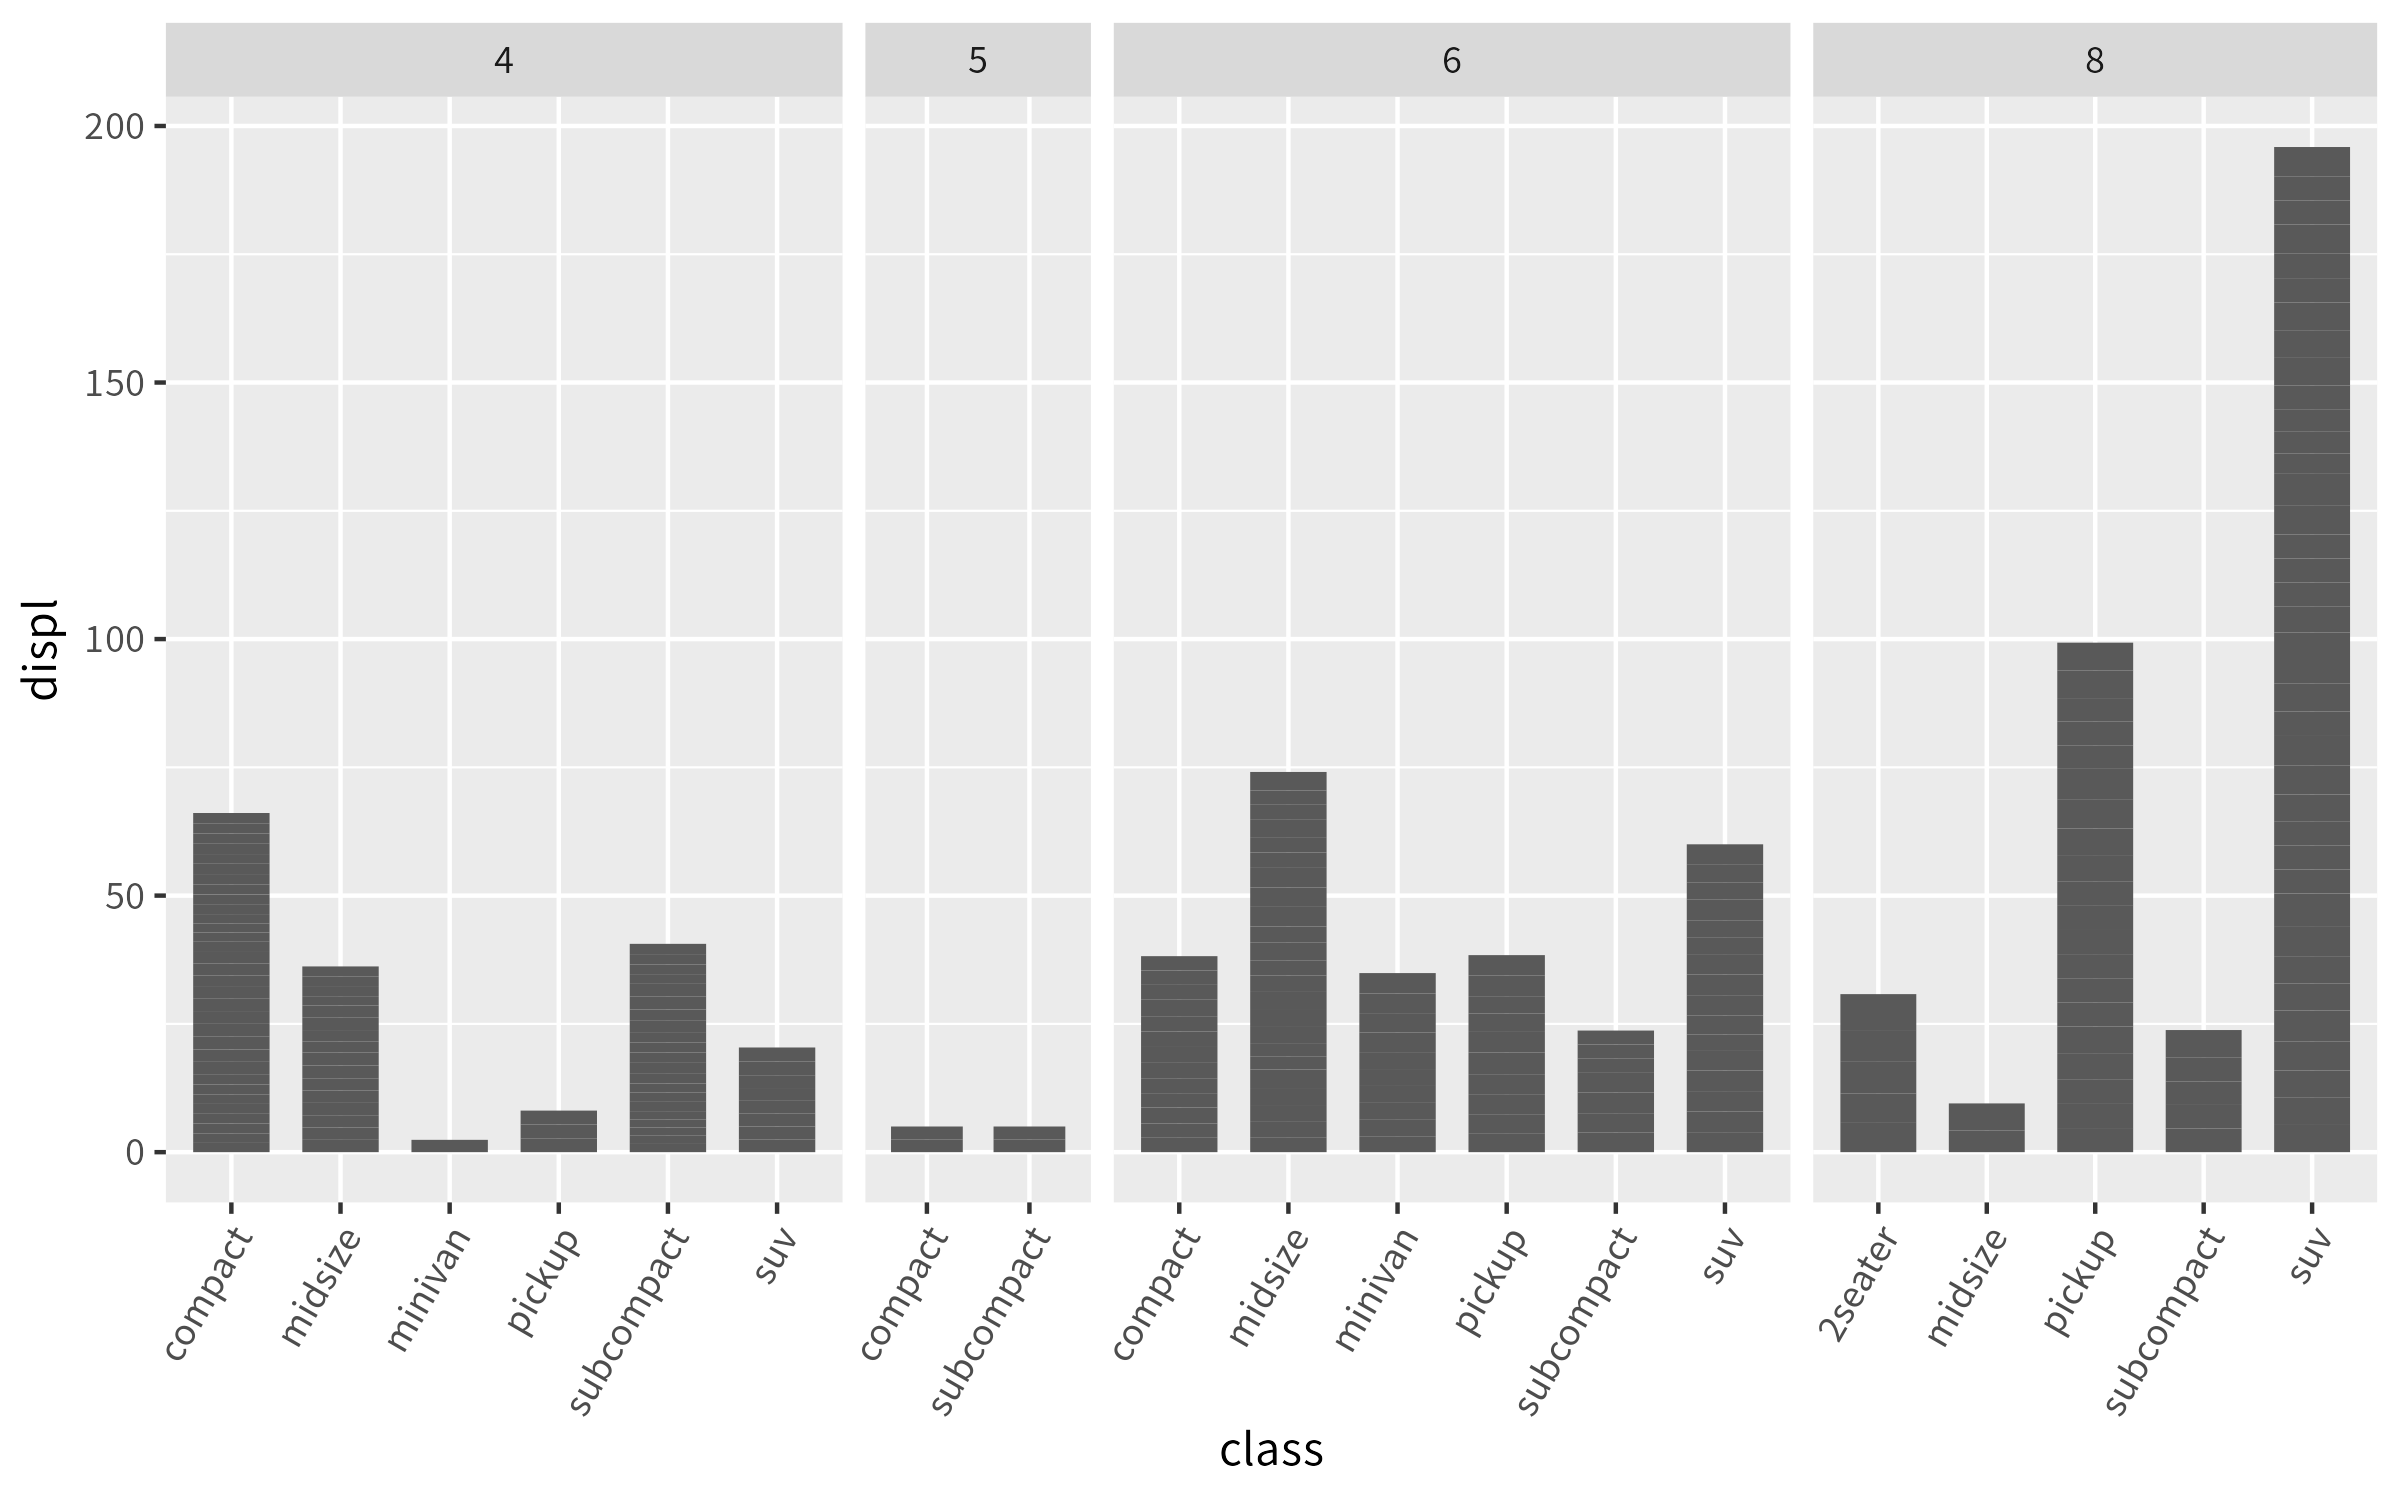 4 5 6 8
200
150
100
50
0
displ
compact midsize minivan pickup subcompact suv compact subcompact compact midsize minivan pickup subcompact suv 2seater midsize pickup subcompact suv
class